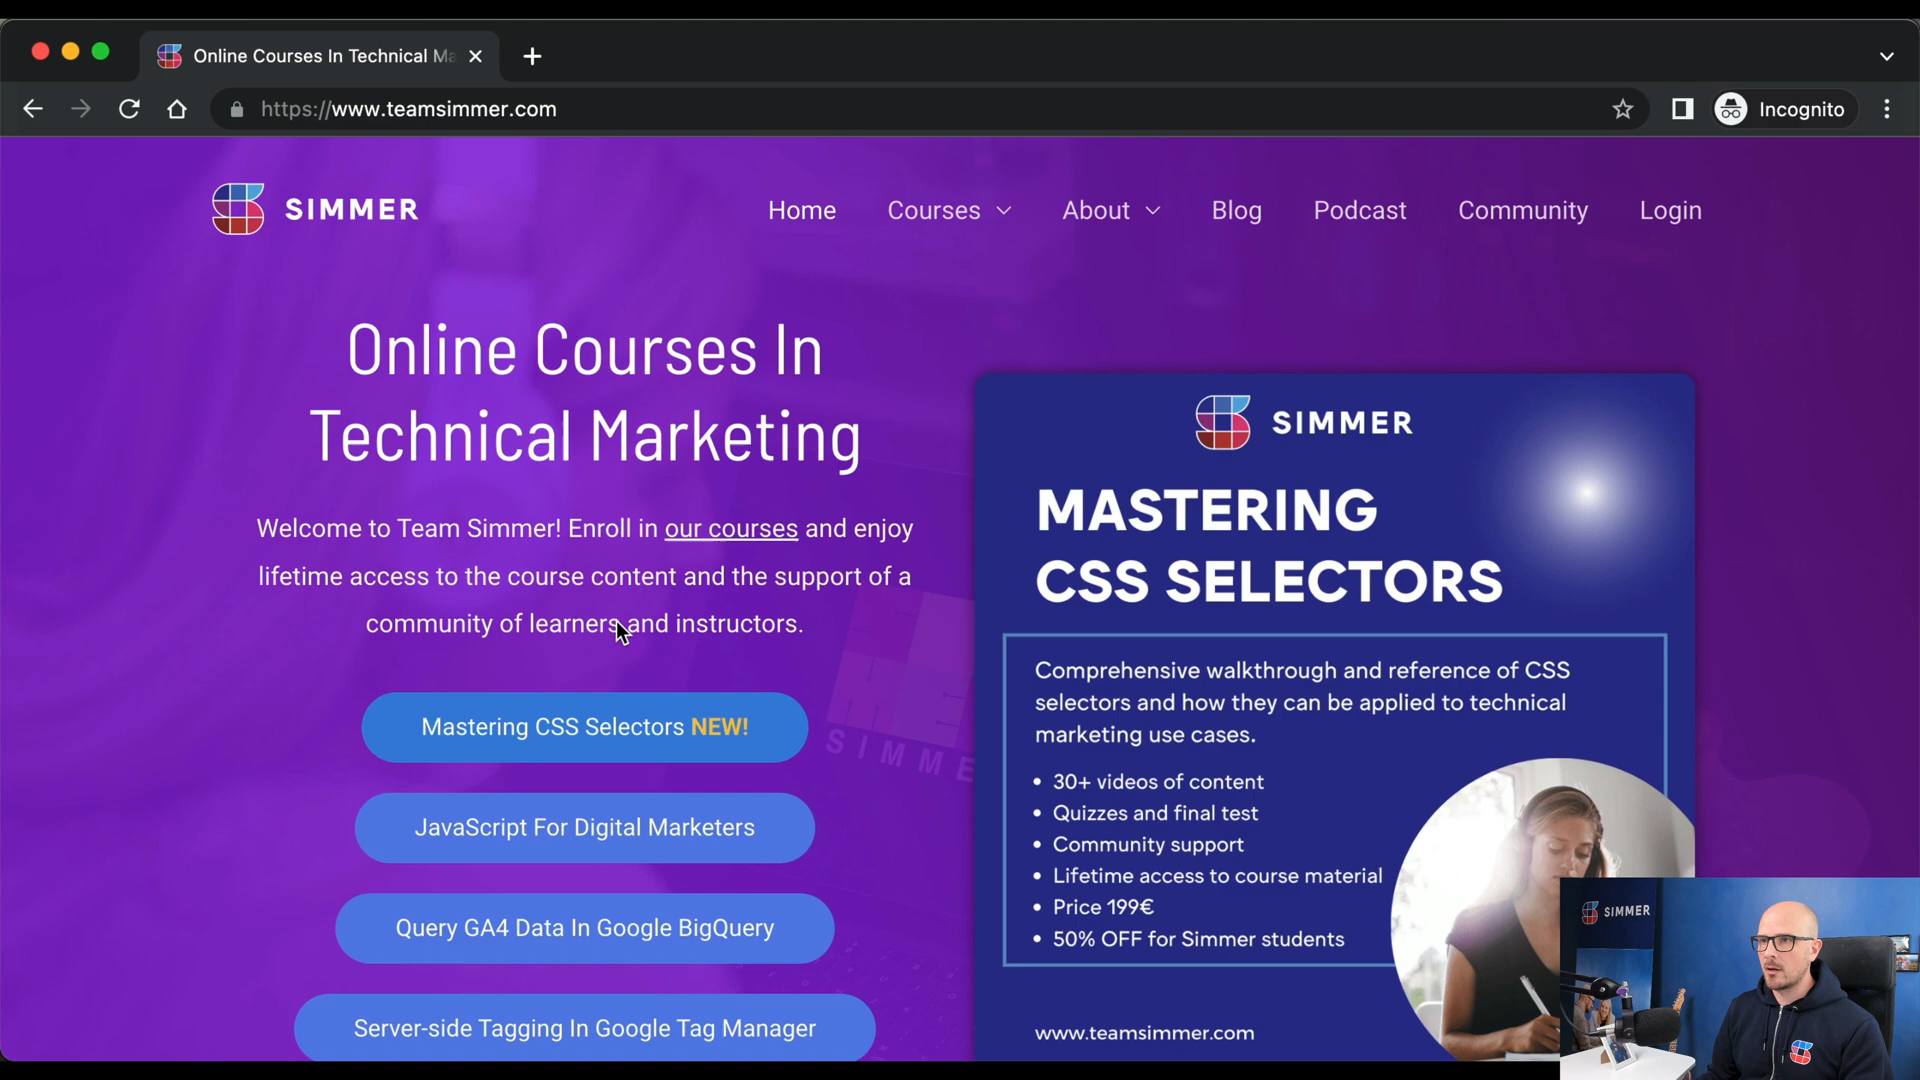 Online Courses In Technical Ma
https://www.teamsimmer.com
Incognito
SIMMER
Home
Courses
About
Blog
Podcast
Community
Login
Online Courses In
Technical Marketing
Welcome to Team Simmer! Enroll in our courses and enjoy
lifetime access to the course content and the support of a
community of learners and instructors.
Mastering CSS Selectors NEW!
JavaScript For Digital Marketers
Query GA4 Data In Google BigQuery
Server-side Tagging In Google Tag Manager
SIMME
SIMMER
MASTERING
CSS SELECTORS
Comprehensive walkthrough and reference of CSS
selectors and how they can be applied to technical
marketing use cases.
• 30+ videos of content
• Quizzes and final test
• Community support
• Lifetime access to course material
• Price 199€
• 50% OFF for Simmer students
www.teamsimmer.com
SIMMER